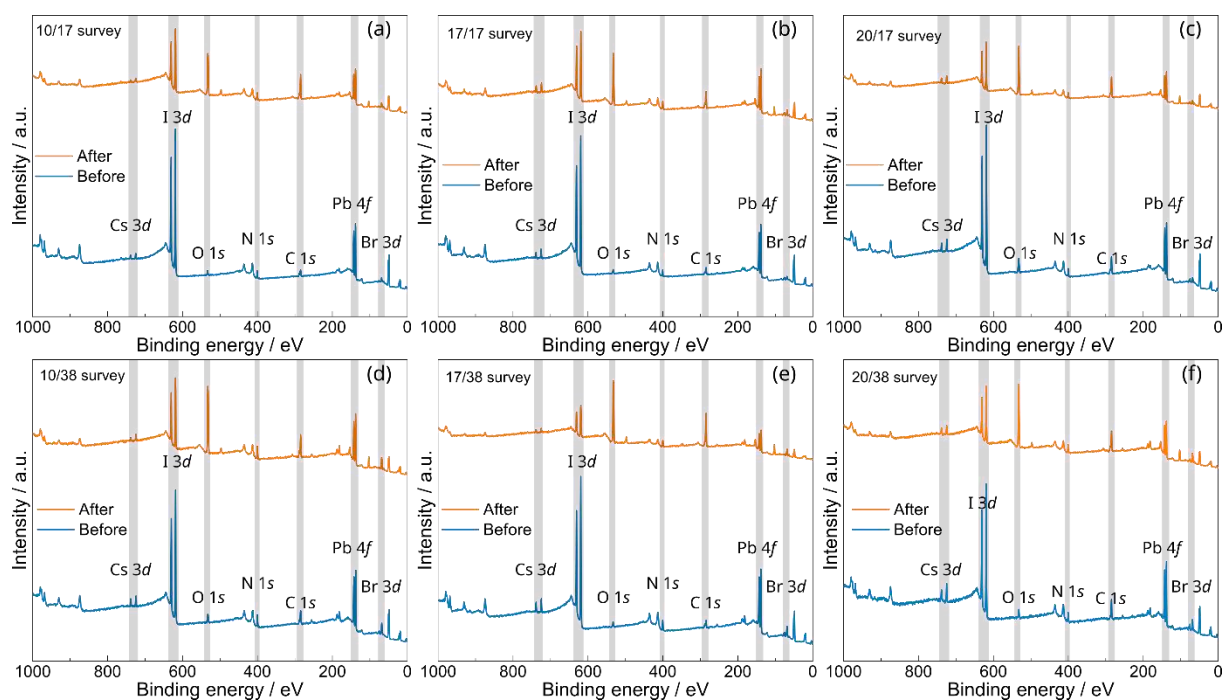 10/17 survey (a)
I 3d
After
Before
Pb 4f
Cs 3d
N 1s
Br 3d
O 1s
C 1s
Intensity / a.u.
1000 800 600 400 200 0
Binding energy / eV
17/17 survey (b)
I 3d
After
Before
Pb 4f
Cs 3d
N 1s
Br 3d
O 1s
C 1s
Intensity / a.u.
1000 800 600 400 200 0
Binding energy / eV
20/17 survey (c)
I 3d
After
Before
Pb 4f
Cs 3d
N 1s
Br 3d
O 1s
C 1s
Intensity / a.u.
1000 800 600 400 200 0
Binding energy / eV
10/38 survey (d)
I 3d
After
Before
Pb 4f
Cs 3d
N 1s
Br 3d
O 1s
C 1s
Intensity / a.u.
1000 800 600 400 200 0
Binding energy / eV
17/38 survey (e)
I 3d
After
Before
Pb 4f
Cs 3d
N 1s
Br 3d
O 1s
C 1s
Intensity / a.u.
1000 800 600 400 200 0
Binding energy / eV
20/38 survey (f)
I 3d
After
Before
Pb 4f
Cs 3d
N 1s
Br 3d
O 1s
C 1s
Intensity / a.u.
1000 800 600 400 200 0
Binding energy / eV